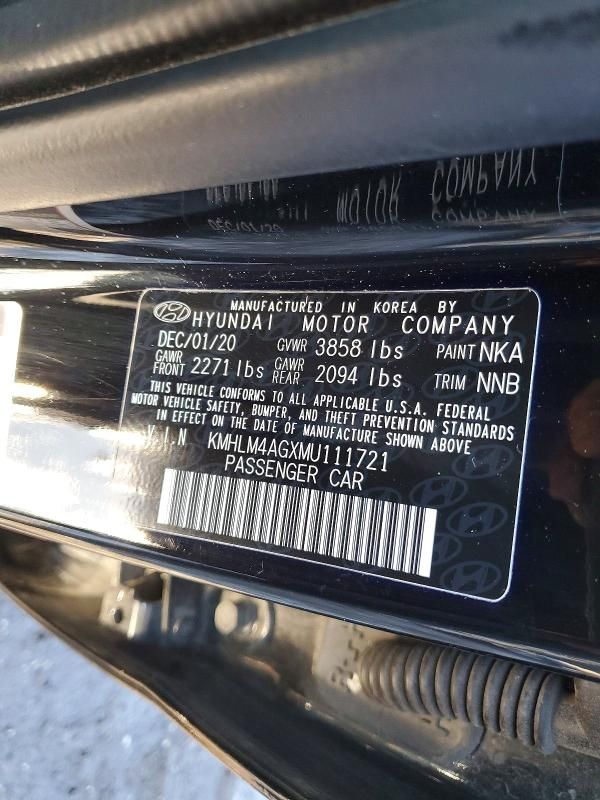 MANUFACTURED IN KOREA BY
HYUNDAI MOTOR COMPANY
DEC/01/20 GVWR 3858 lbs PAINT NKA
GAWR FRONT 2271 lbs GAWR REAR 2094 lbs TRIM NNB
THIS VEHICLE CONFORMS TO ALL APPLICABLE U.S.A. FEDERAL
MOTOR VEHICLE SAFETY, BUMPER, AND THEFT PREVENTION STANDARDS
IN EFFECT ON THE DATE OF MANUFACTURE SHOWN ABOVE
V.I.N KMHLM4AGXMU111721
PASSENGER CAR